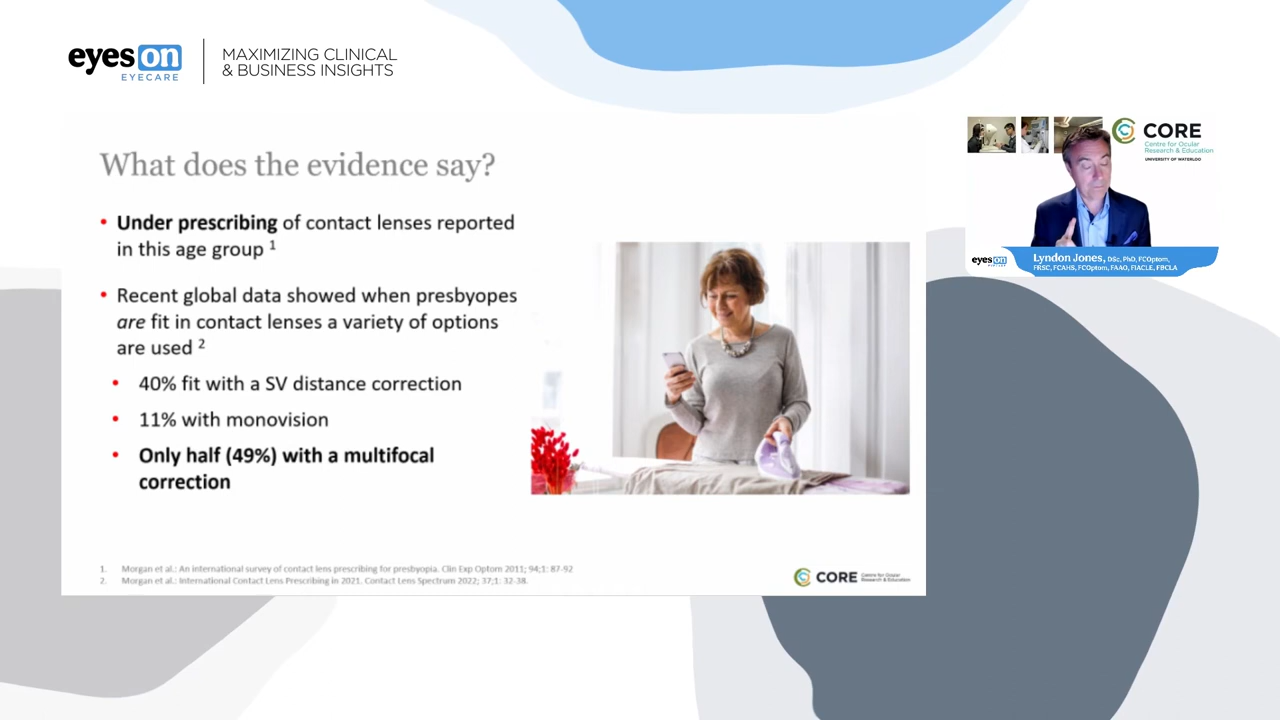 eyes on
EYECARE
MAXIMIZING CLINICAL
& BUSINESS INSIGHTS
What does the evidence say?
• Under prescribing of contact lenses reported
in this age group 1
• Recent global data showed when presbyopes
are fit in contact lenses a variety of options
are used 2
• 40% fit with a SV distance correction
• 11% with monovision
• Only half (49%) with a multifocal
correction
1. Morgan et al.: An international survey of contact lens prescribing for presbyopia. Clin Exp Optom 2011; 94;1: 87-92
2. Morgan et al.: International Contact Lens Prescribing in 2021. Contact Lens Spectrum 2022; 37;1: 32-38.
CORE
Centre for Ocular
Research & Education
CORE
Centre for Ocular
Research & Education
UNIVERSITY OF WATERLOO
eyes on
EYECARE
Lyndon Jones, DSc, PhD, FCOptom,
FRSC, FCAHS, FCOptom, FAAO, FIACLE, FBCLA